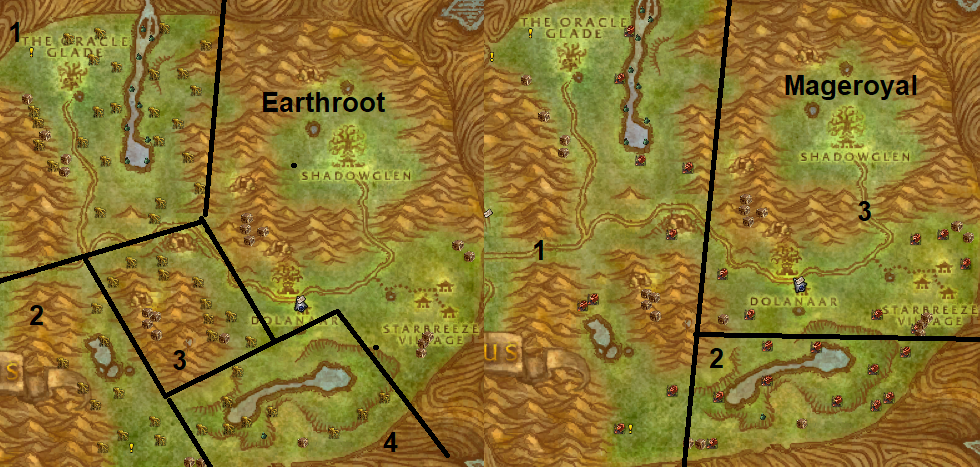 1
THE ORACLE
GLADE
Earthroot
SHADOWGLEN
2
3
DOLANAAR
STARBREEZE
VILLAGE
S
4
THE ORACLE
GLADE
Mageroyal
SHADOWGLEN
3
1
DOLANAAR
STARBREEZE
VILLAGE
US
2